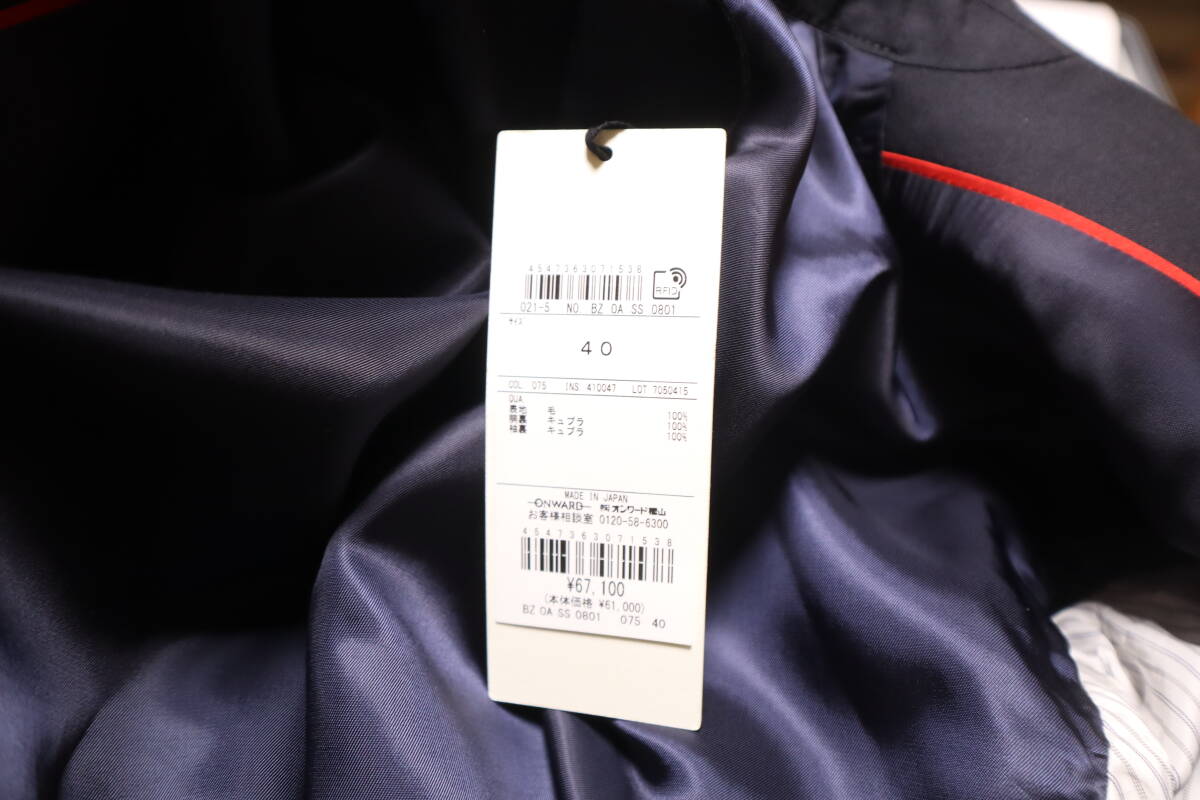 4547363071538
RFID
021-5 NO BZ OA SS 0801
サイズ
40
COL 075 INS 410047 LOT 7050415
QUA
表地 毛 100%
胴裏 キュプラ 100%
袖裏 キュプラ 100%
MADE IN JAPAN
ONWARD ㈱オンワード樫山
お客様相談室 0120-58-6300
4547363071538
¥67,100
(本体価格 ¥61,000)
BZ OA SS 0801 075 40